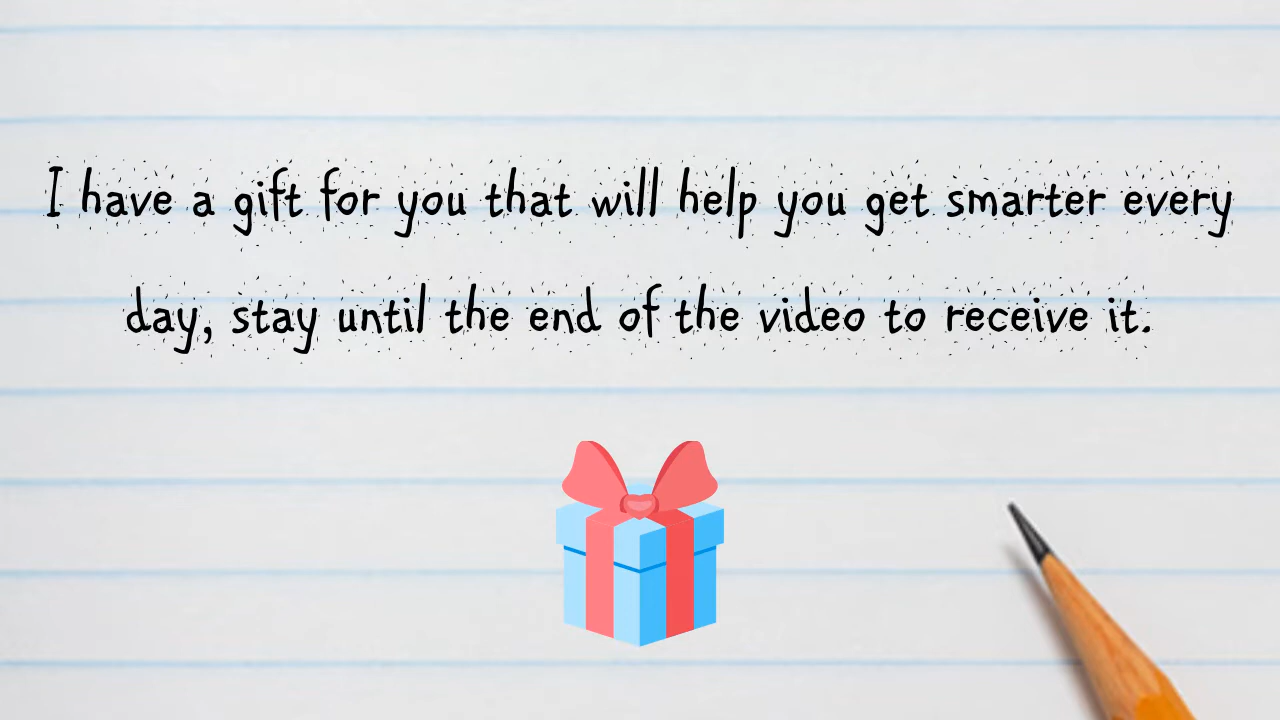 I have a gift for you that will help you get smarter every
day, stay until the end of the video to receive it.